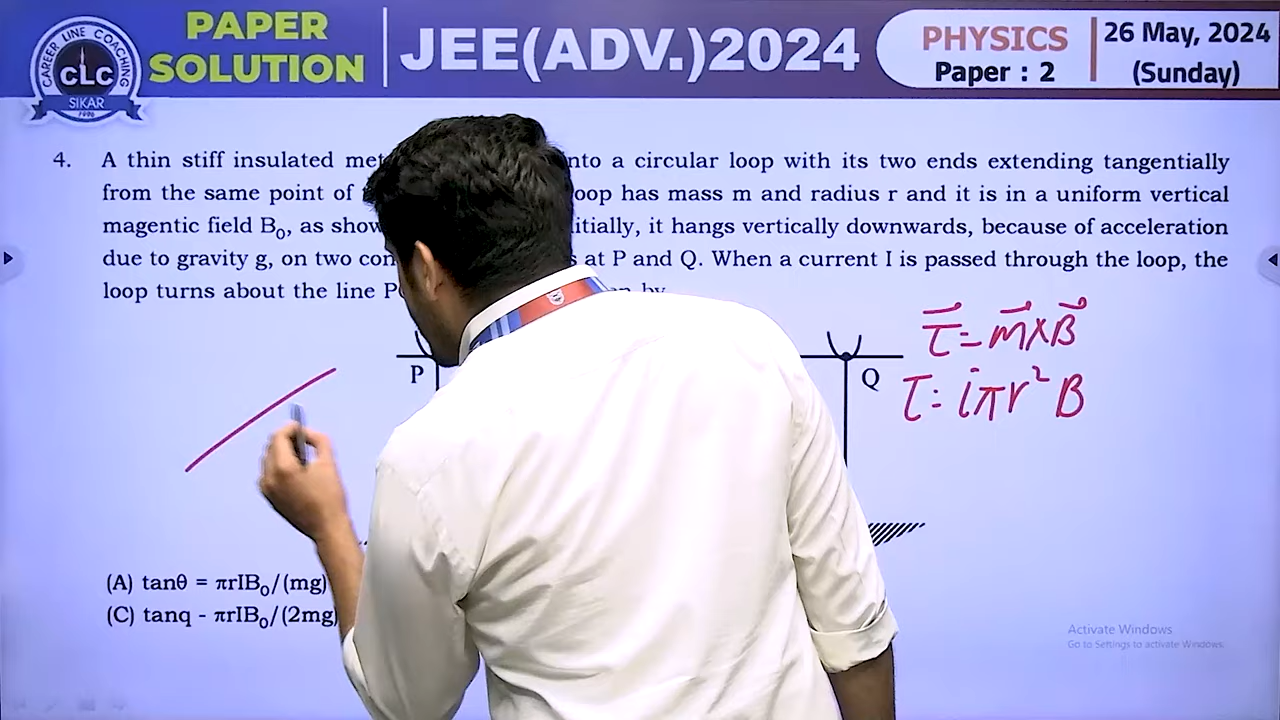 CAREER LINE COACHING
CLC
SIKAR
1996
PAPER
SOLUTION
JEE(ADV.)2024
PHYSICS
Paper : 2
26 May, 2024
(Sunday)
4. A thin stiff insulated met nto a circular loop with its two ends extending tangentially
from the same point of oop has mass m and radius r and it is in a uniform vertical
magentic field B₀, as show itially, it hangs vertically downwards, because of acceleration
due to gravity g, on two con s at P and Q. When a current I is passed through the loop, the
loop turns about the line P by
P
Q
τ⃗ = m⃗×B⃗
τ = iπr²B
(A) tanθ = πrIB₀/(mg)
(C) tanq - πrIB₀/(2mg)
Activate Windows
Go to Settings to activate Windows.